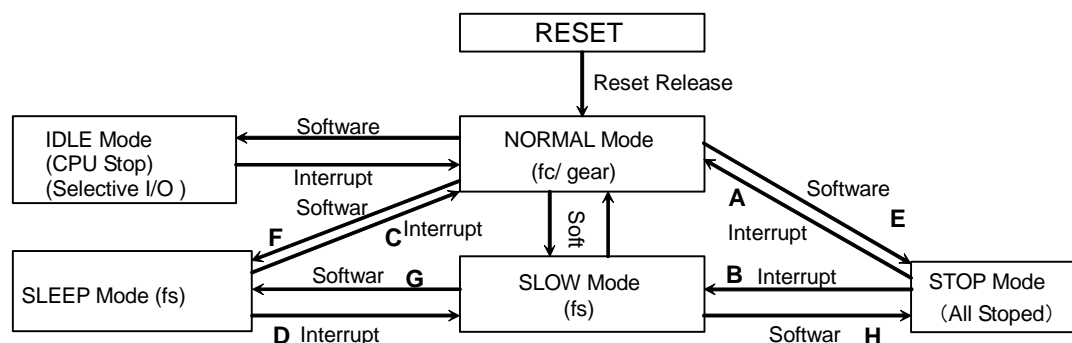 RESET
Reset Release
IDLE Mode
(CPU Stop)
(Selective I/O )
Software
Interrupt
NORMAL Mode
(fc/ gear)
Softwar
F
C
Interrupt
Soft
A
Software
E
Interrupt
SLEEP Mode (fs)
Softwar
G
D
Interrupt
SLOW Mode
(fs)
B
Interrupt
Softwar
H
STOP Mode
(All Stoped)